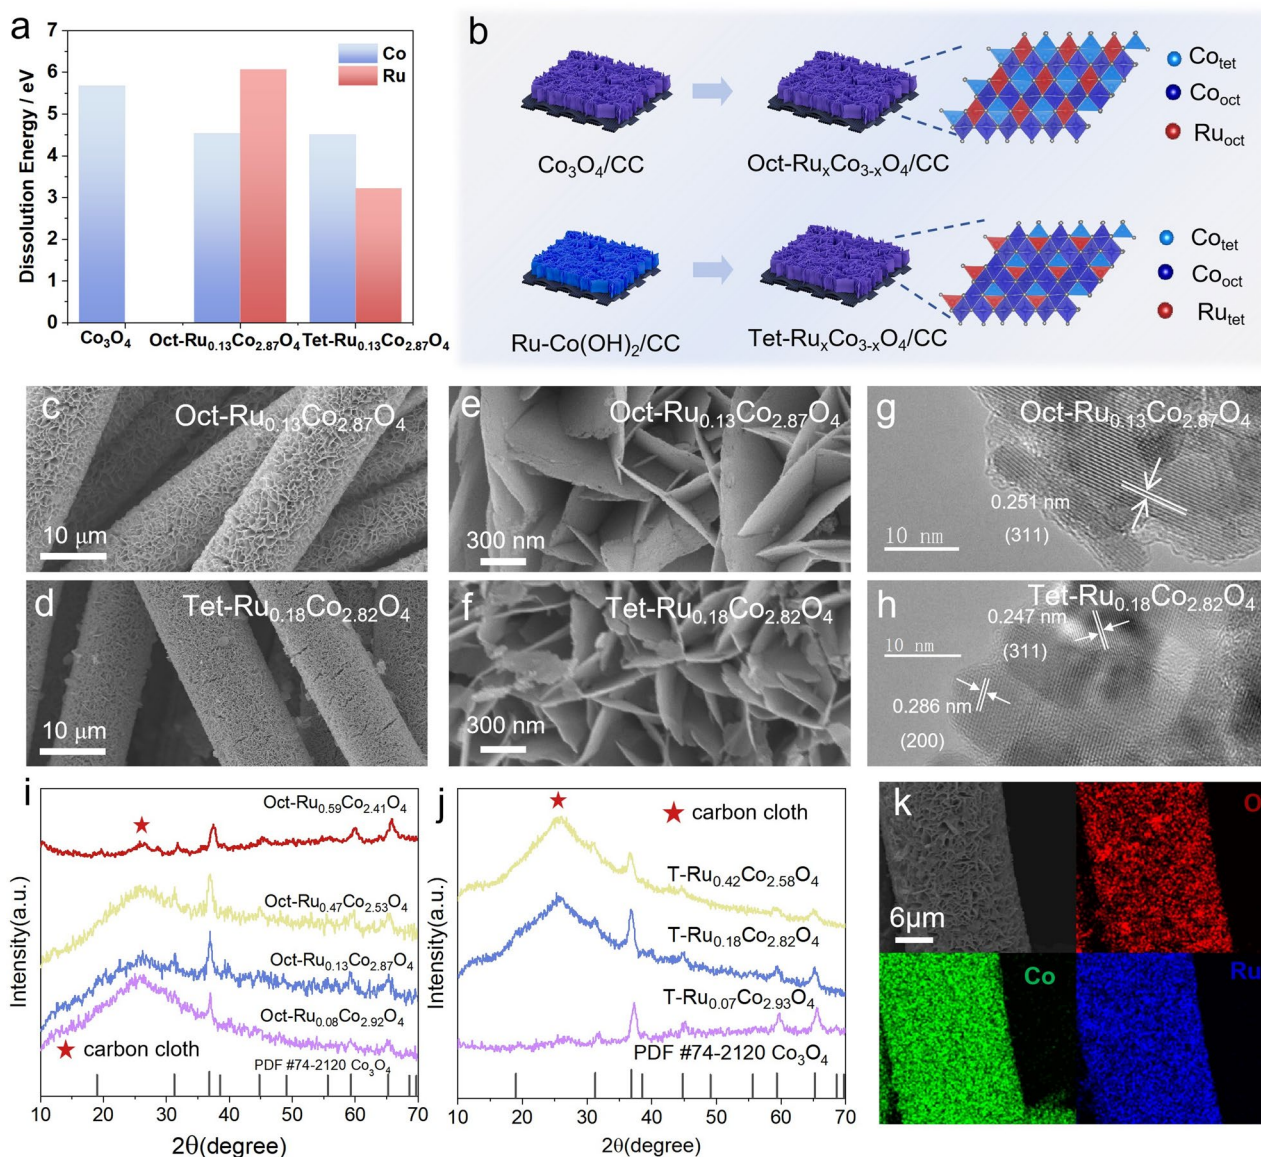 a
7
6
5
4
3
2
1
0
Dissolution Energy / eV
Co
Ru
Co₃O₄
Oct-Ru₀.₁₃Co₂.₈₇O₄
Tet-Ru₀.₁₃Co₂.₈₇O₄
b
Co₃O₄/CC
Oct-RuₓCo₃₋ₓO₄/CC
Co_tet
Co_oct
Ru_oct
Ru-Co(OH)₂/CC
Tet-RuₓCo₃₋ₓO₄/CC
Co_tet
Co_oct
Ru_tet
c
Oct-Ru₀.₁₃Co₂.₈₇O₄
10 μm
d
Tet-Ru₀.₁₈Co₂.₈₂O₄
10 μm
e
Oct-Ru₀.₁₃Co₂.₈₇O₄
300 nm
f
Tet-Ru₀.₁₈Co₂.₈₂O₄
300 nm
g
Oct-Ru₀.₁₃Co₂.₈₇O₄
0.251 nm
(311)
10 nm
h
Tet-Ru₀.₁₈Co₂.₈₂O₄
0.247 nm
(311)
10 nm
0.286 nm
(200)
i
Oct-Ru₀.₅₉Co₂.₄₁O₄
Oct-Ru₀.₄₇Co₂.₅₃O₄
Oct-Ru₀.₁₃Co₂.₈₇O₄
Oct-Ru₀.₀₈Co₂.₉₂O₄
★ carbon cloth
PDF #74-2120 Co₃O₄
Intensity(a.u.)
10 20 30 40 50 60 70
2θ(degree)
j
★ carbon cloth
T-Ru₀.₄₂Co₂.₅₈O₄
T-Ru₀.₁₈Co₂.₈₂O₄
T-Ru₀.₀₇Co₂.₉₃O₄
PDF #74-2120 Co₃O₄
Intensity(a.u.)
10 20 30 40 50 60 70
2θ(degree)
k
6μm
O
Co
Ru